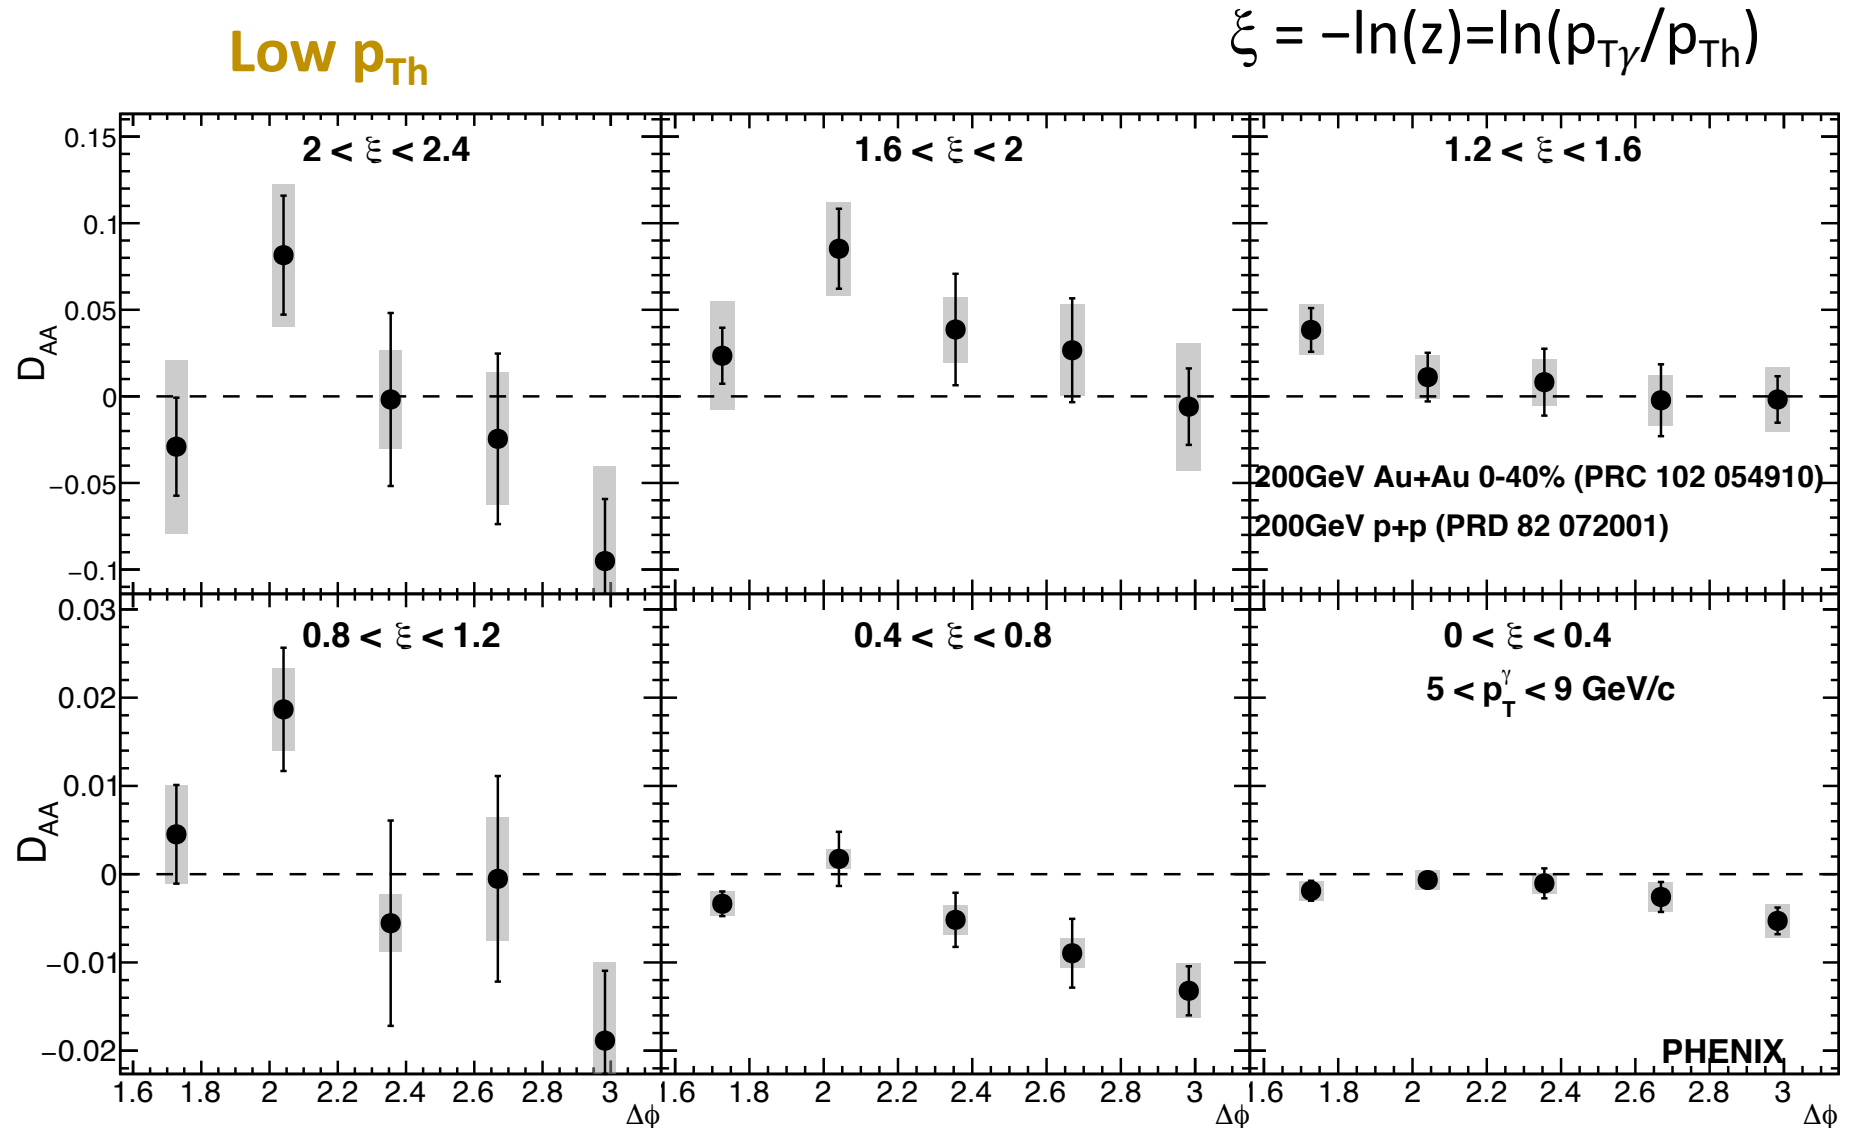 Low pTh
ξ = −ln(z)=ln(pTγ/pTh)
2 < ξ < 2.4
1.6 < ξ < 2
1.2 < ξ < 1.6
0.15
0.1
0.05
0
−0.05
−0.1
DAA
200GeV Au+Au 0-40% (PRC 102 054910)
200GeV p+p (PRD 82 072001)
0.8 < ξ < 1.2
0.4 < ξ < 0.8
0 < ξ < 0.4
5 < pTγ < 9 GeV/c
0.03
0.02
0.01
0
−0.01
−0.02
DAA
PHENIX
1.6 1.8 2 2.2 2.4 2.6 2.8 3
Δϕ
1.6 1.8 2 2.2 2.4 2.6 2.8 3
Δϕ
1.6 1.8 2 2.2 2.4 2.6 2.8 3
Δϕ